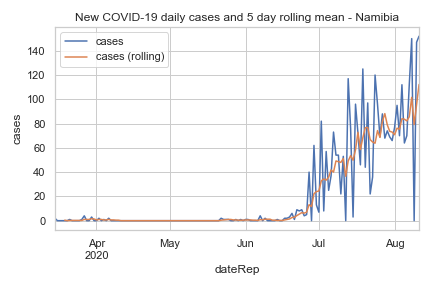 New COVID-19 daily cases and 5 day rolling mean - Namibia
cases
cases (rolling)
cases
140
120
100
80
60
40
20
0
Apr
2020
May
Jun
Jul
Aug
dateRep